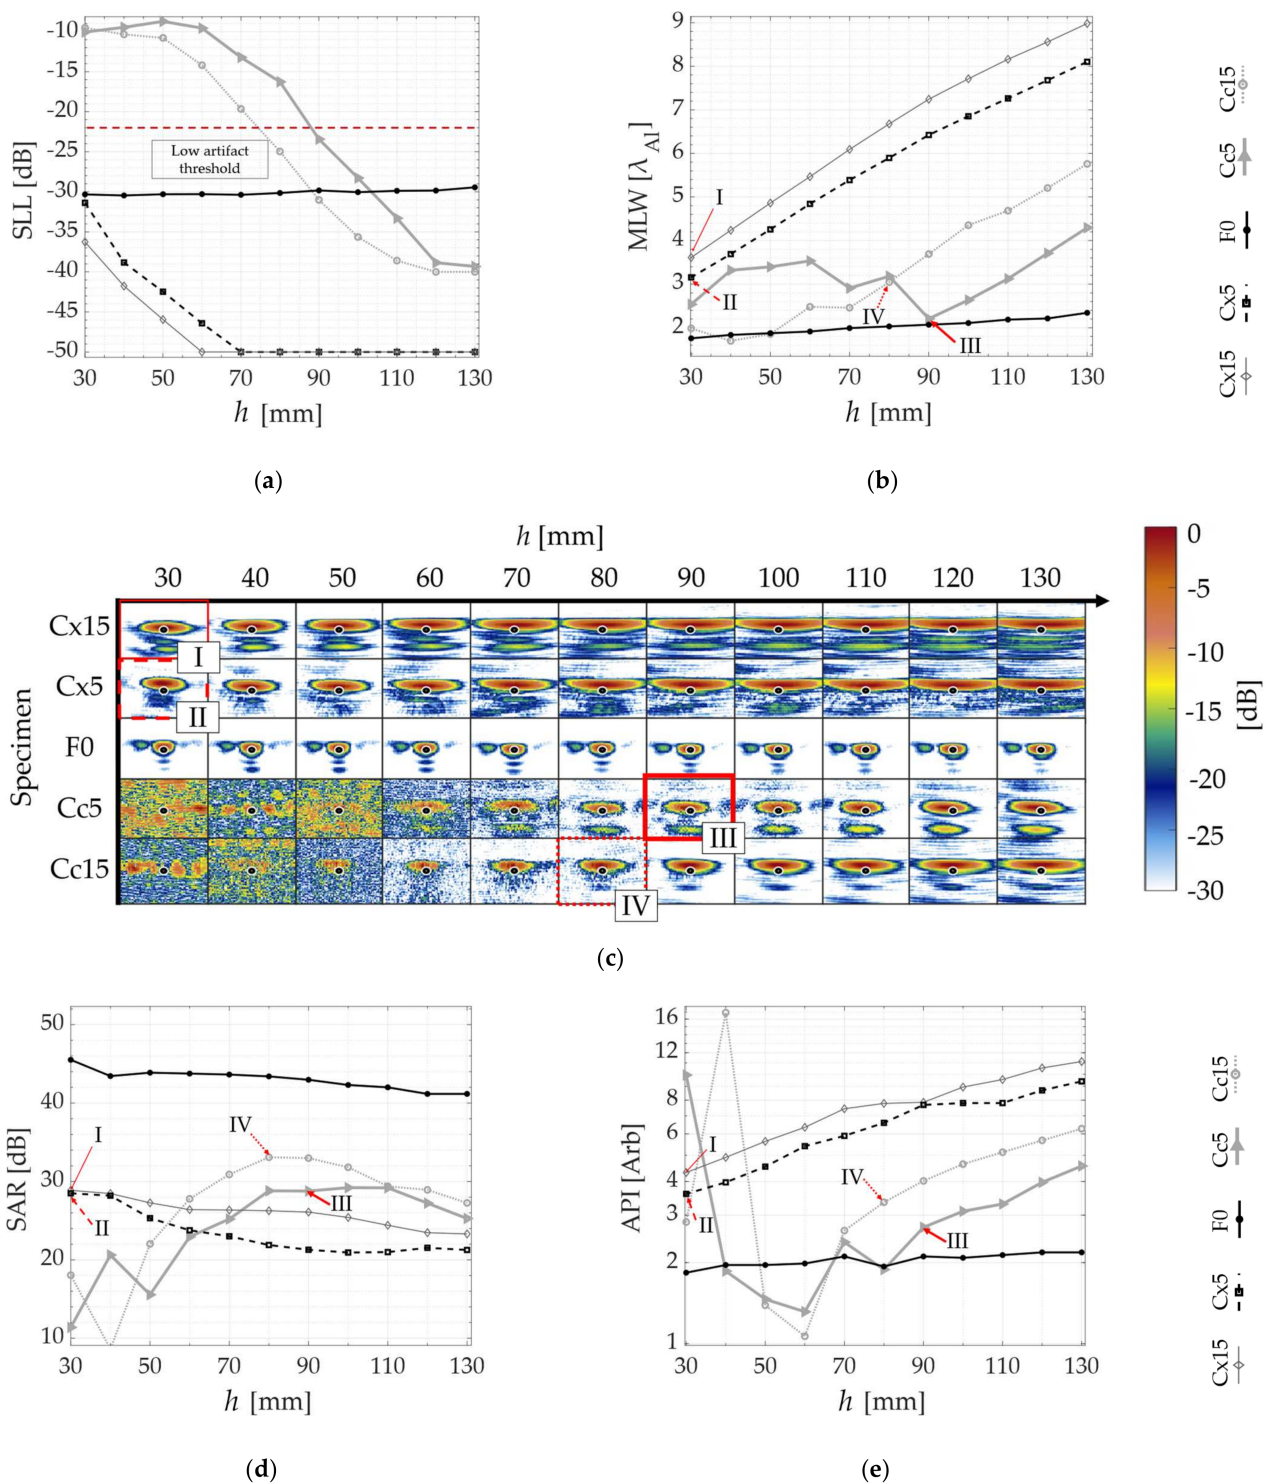 -10
-15
-20
-25
-30
-35
-40
-45
-50
SLL [dB]
Low artifact
threshold
30 50 70 90 110 130
h [mm]
(a)
9
8
7
6
5
4
3
2
MLW [λAl]
I
II
IV
III
30 50 70 90 110 130
h [mm]
(b)
Cc15
Cc5
F0
Cx5
Cx15
h [mm]
30 40 50 60 70 80 90 100 110 120 130
Specimen
Cx15
Cx5
F0
Cc5
Cc15
I
II
III
IV
0
-5
-10
-15
-20
-25
-30
[dB]
(c)
50
40
30
20
10
SAR [dB]
I
II
IV
III
30 50 70 90 110 130
h [mm]
(d)
16
12
8
6
4
3
2
1
API [Arb]
I
II
IV
III
30 50 70 90 110 130
h [mm]
(e)
Cc15
Cc5
F0
Cx5
Cx15